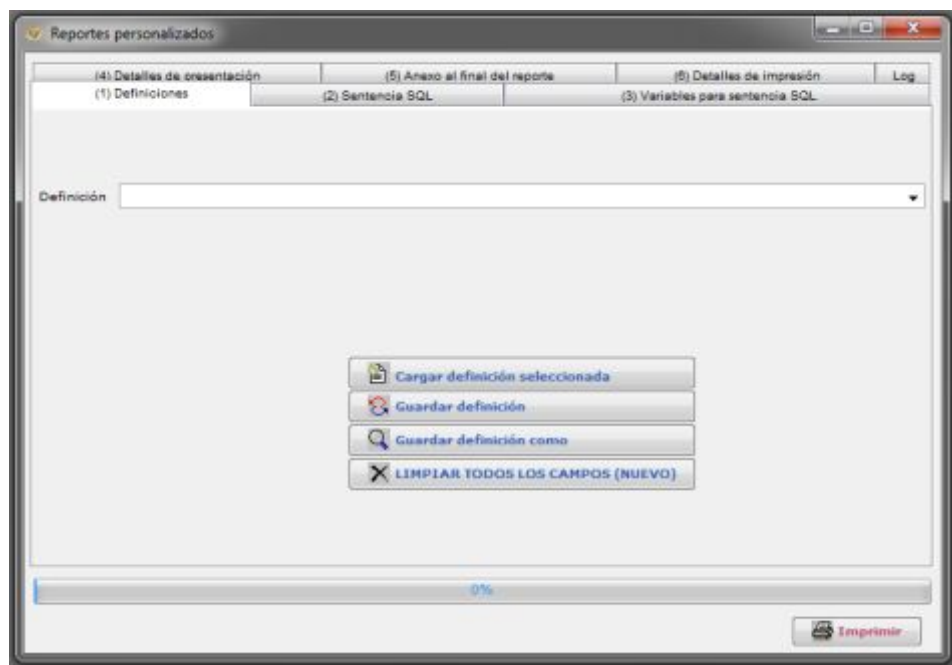 Reportes personalizados
(4) Detalles de presentación (5) Anexo al final del reporte (6) Detalles de impresión Log
(1) Definiciones (2) Sentencia SQL (3) Variables para sentencia SQL
Definición
Cargar definición seleccionada
Guardar definición
Guardar definición como
LIMPIAR TODOS LOS CAMPOS (NUEVO)
0%
Imprimir